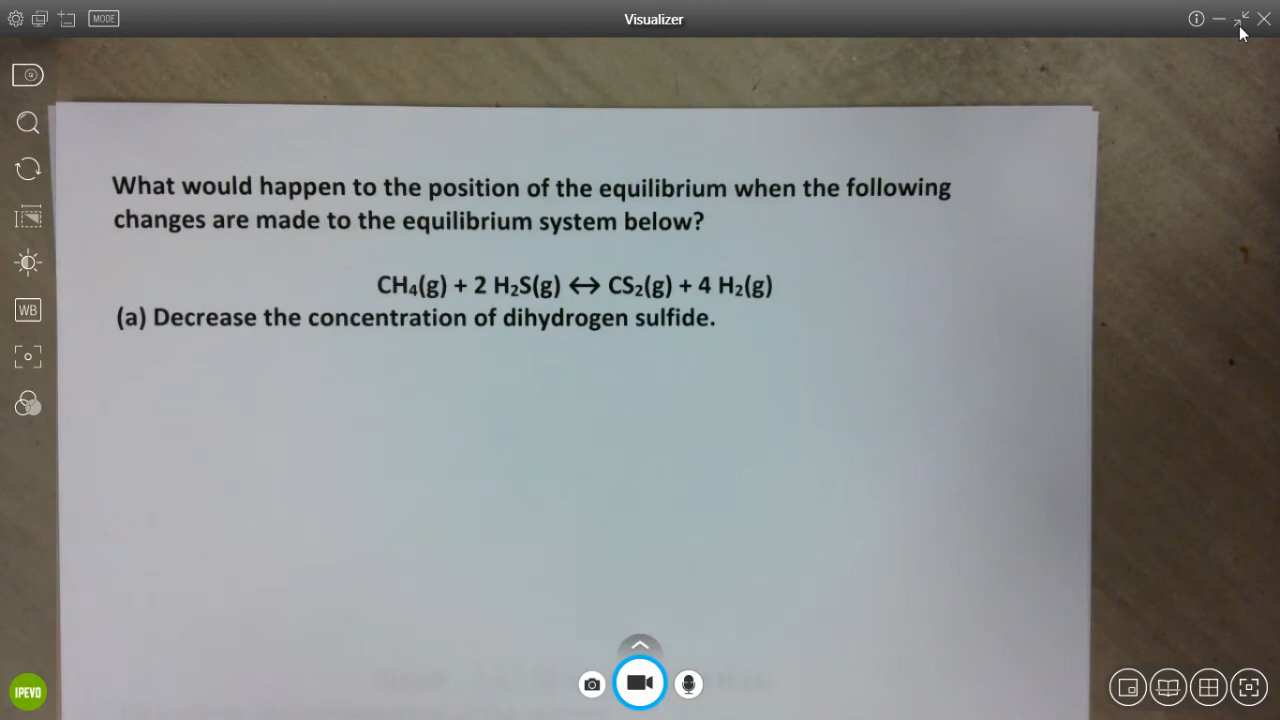 MODE
Visualizer
What would happen to the position of the equilibrium when the following
changes are made to the equilibrium system below?
CH₄(g) + 2 H₂S(g) ↔ CS₂(g) + 4 H₂(g)
(a) Decrease the concentration of dihydrogen sulfide.
WB
IPEVO